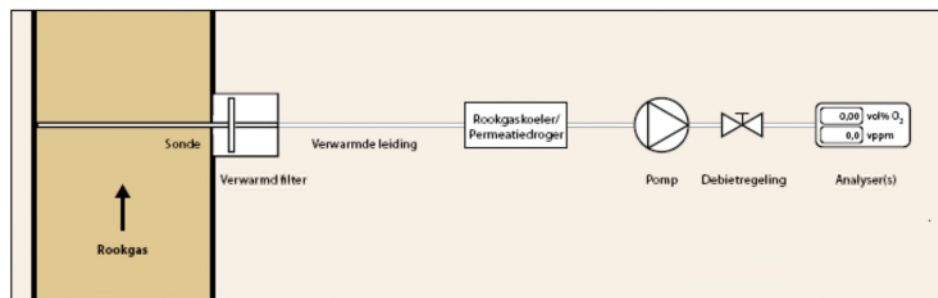 Rookgaskoeler/
Permeatiedroger
0,00 vol% O₂
0,0 vppm
Sonde
Verwarmde leiding
Verwarmd filter
Pomp
Debietregeling
Analyser(s)
Rookgas